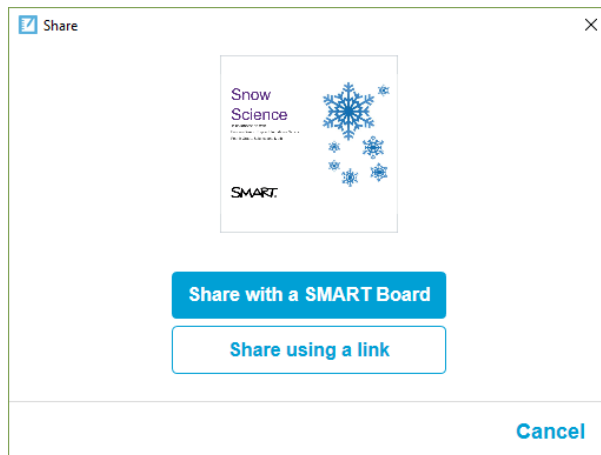 Share
Snow
Science
SMART
Share with a SMART Board
Share using a link
Cancel